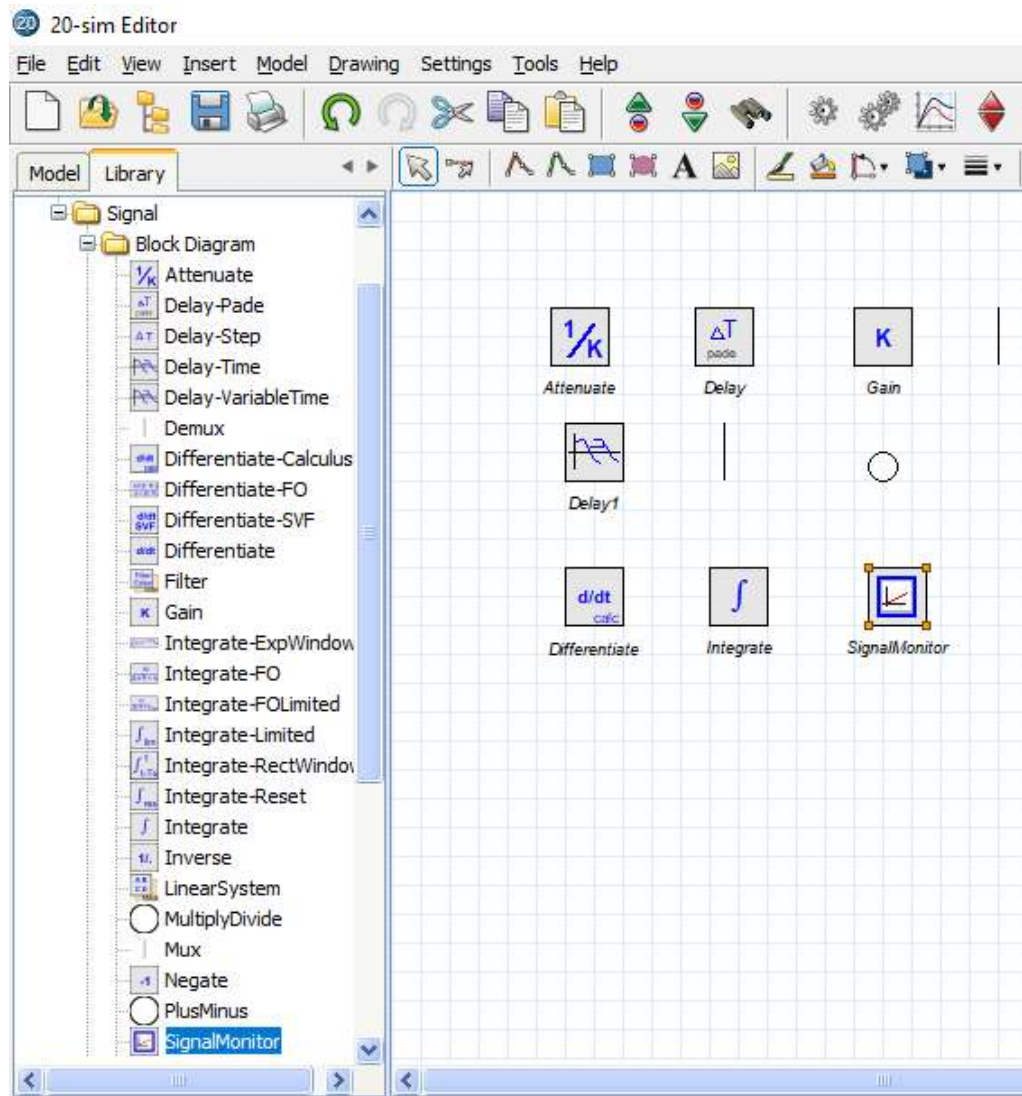 20-sim Editor
File Edit View Insert Model Drawing Settings Tools Help
Model Library
A
Signal
Block Diagram
Attenuate
Delay-Pade
Delay-Step
Delay-Time
Delay-VariableTime
Demux
Differentiate-Calculus
Differentiate-FO
Differentiate-SVF
Differentiate
Filter
Gain
Integrate-ExpWindow
Integrate-FO
Integrate-FOLimited
Integrate-Limited
Integrate-RectWindow
Integrate-Reset
Integrate
Inverse
LinearSystem
MultiplyDivide
Mux
Negate
PlusMinus
SignalMonitor
1/K ΔT pade K
Attenuate Delay Gain
Delay1
d/dt calc ∫
Differentiate Integrate SignalMonitor